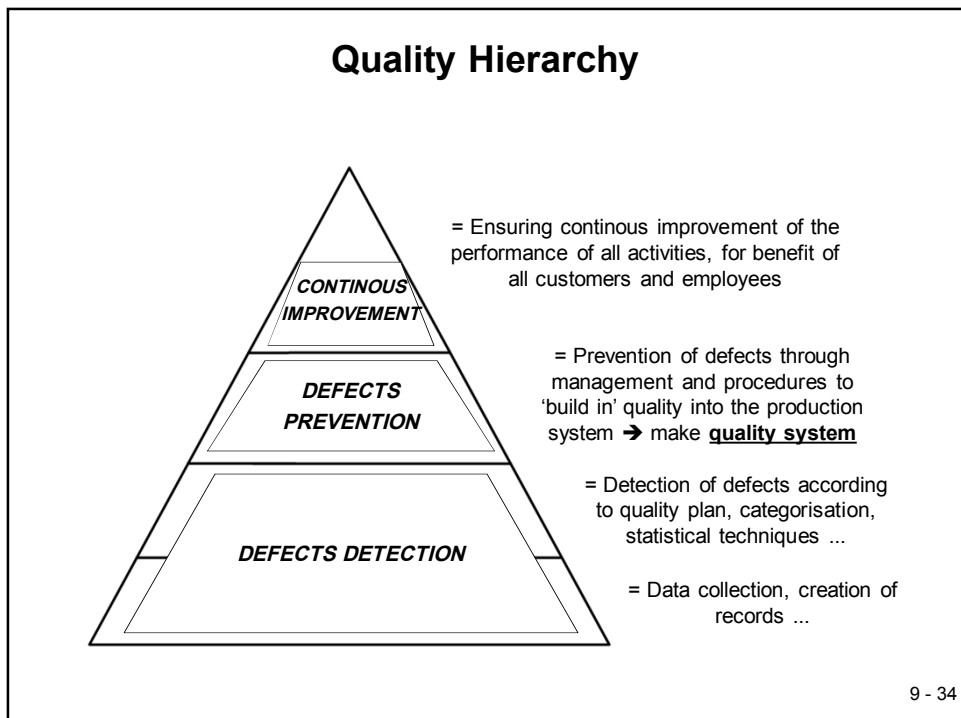 Quality Hierarchy
= Ensuring continous improvement of the
performance of all activities, for benefit of
all customers and employees
CONTINOUS
IMPROVEMENT
= Prevention of defects through
management and procedures to
‘build in’ quality into the production
system ➔ make quality system
DEFECTS
PREVENTION
= Detection of defects according
to quality plan, categorisation,
statistical techniques ...
DEFECTS DETECTION
= Data collection, creation of
records ...
9 - 34